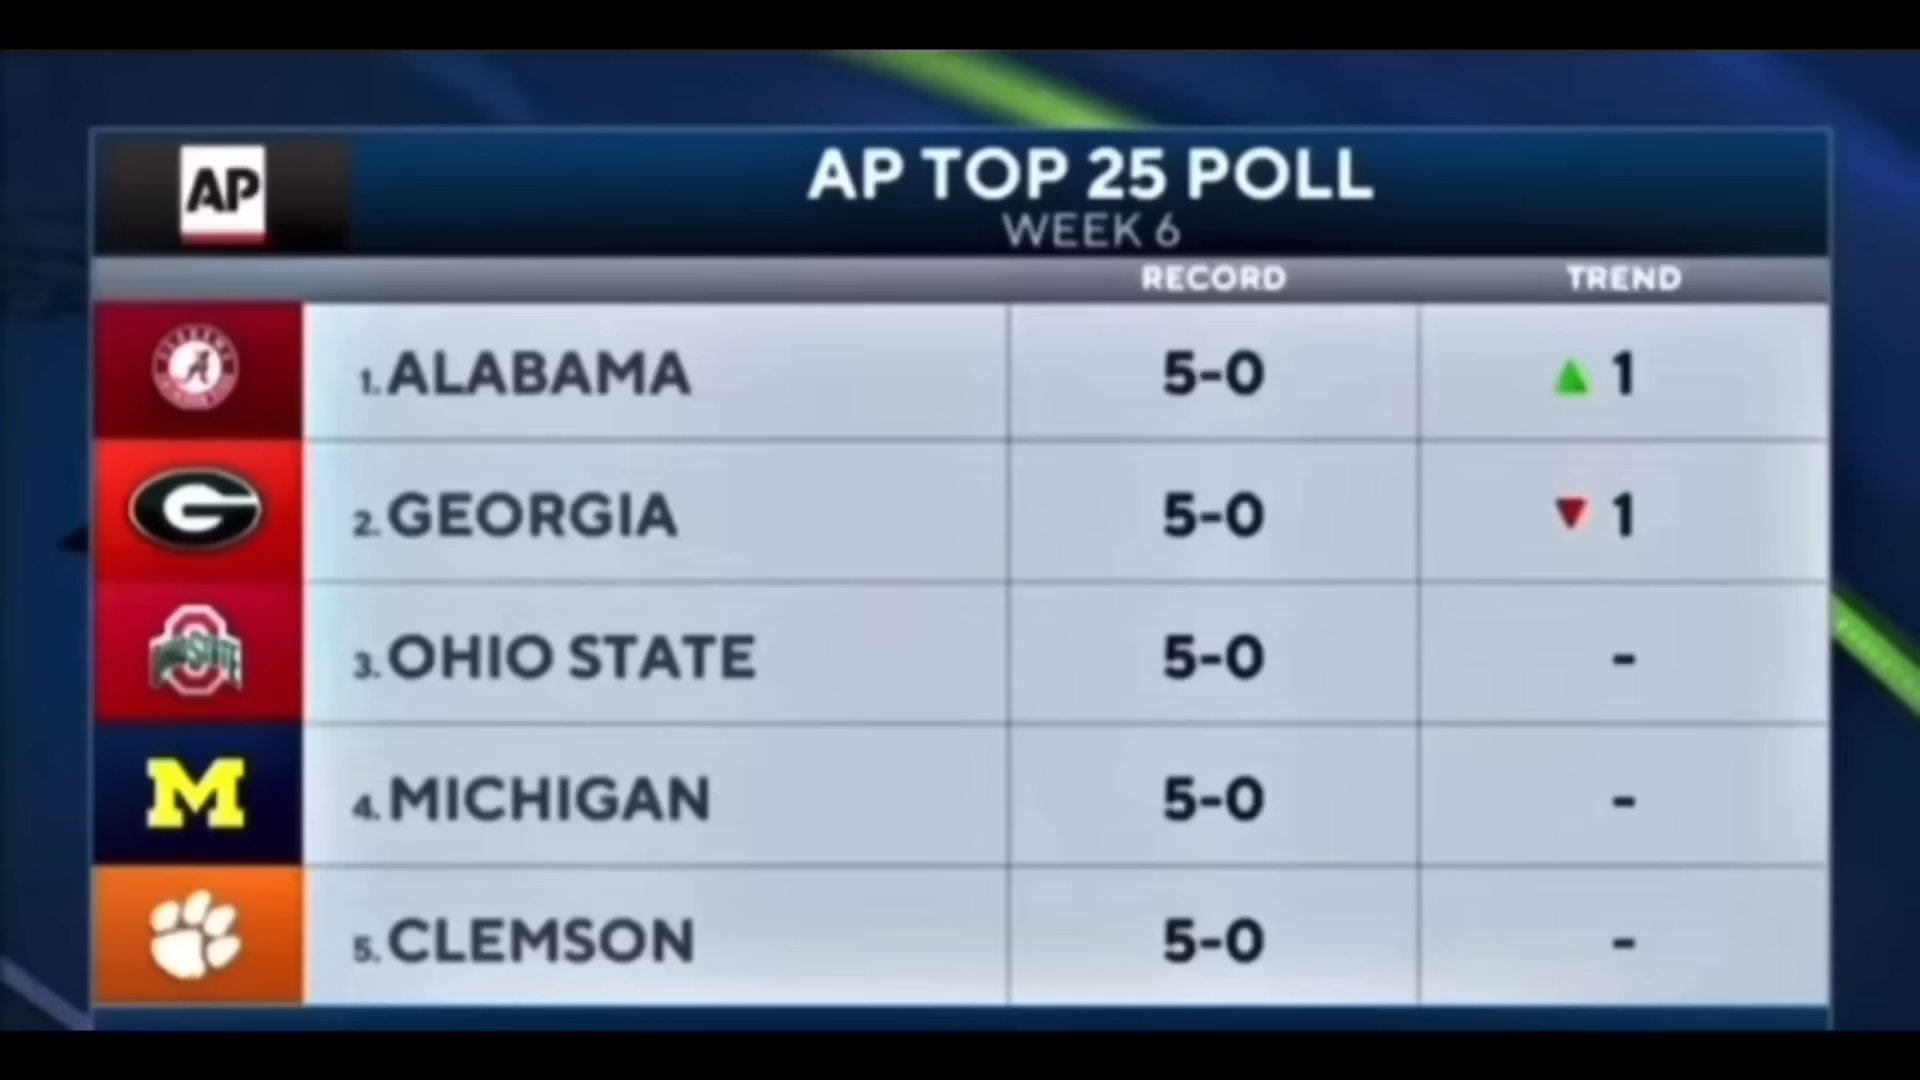 AP
AP TOP 25 POLL
WEEK 6
RECORD TREND
1. ALABAMA 5-0 1
2. GEORGIA 5-0 1
3. OHIO STATE 5-0 -
4. MICHIGAN 5-0 -
5. CLEMSON 5-0 -